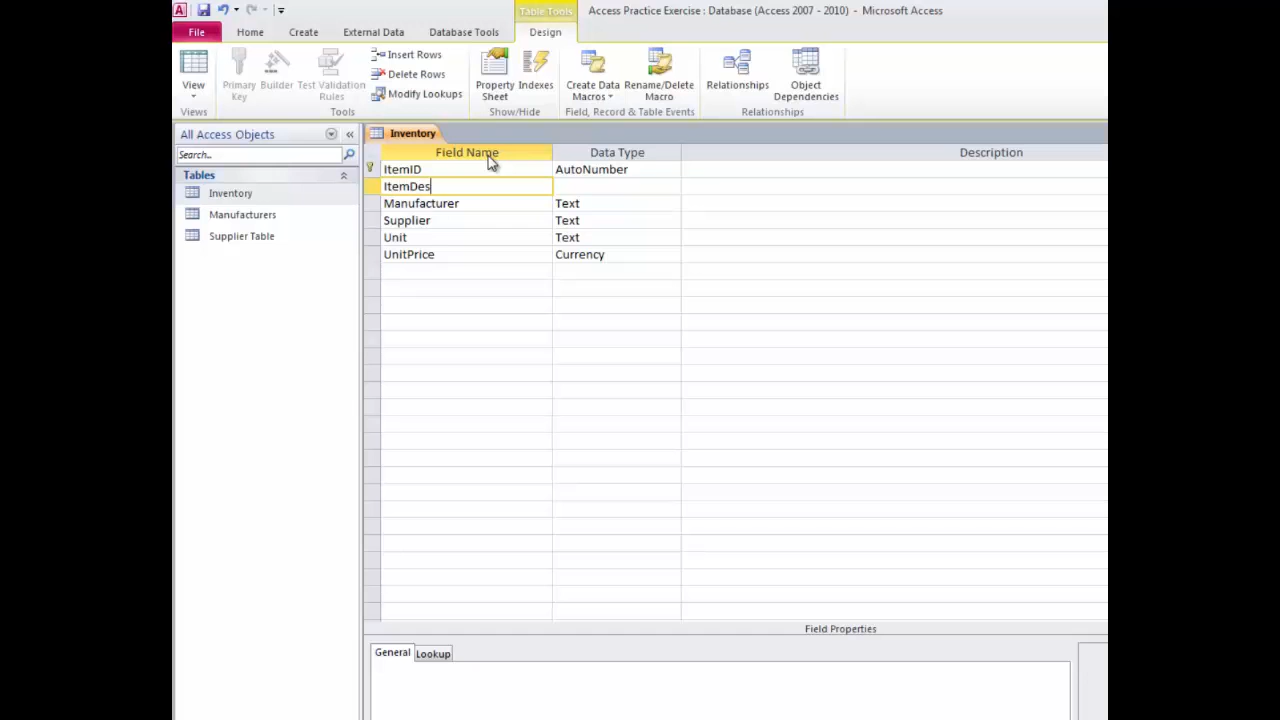 Table Tools
Access Practice Exercise : Database (Access 2007 - 2010) - Microsoft Access
File Home Create External Data Database Tools Design
View
Primary Key
Builder
Test Validation Rules
Insert Rows
Delete Rows
Modify Lookups
Property Sheet
Indexes
Create Data Macros
Rename/Delete Macro
Relationships
Object Dependencies
Views Tools Show/Hide Field, Record & Table Events Relationships
All Access Objects
Search...
Tables
Inventory
Manufacturers
Supplier Table
Inventory
Field Name Data Type Description
ItemID AutoNumber
ItemDes
Manufacturer Text
Supplier Text
Unit Text
UnitPrice Currency
Field Properties
General Lookup